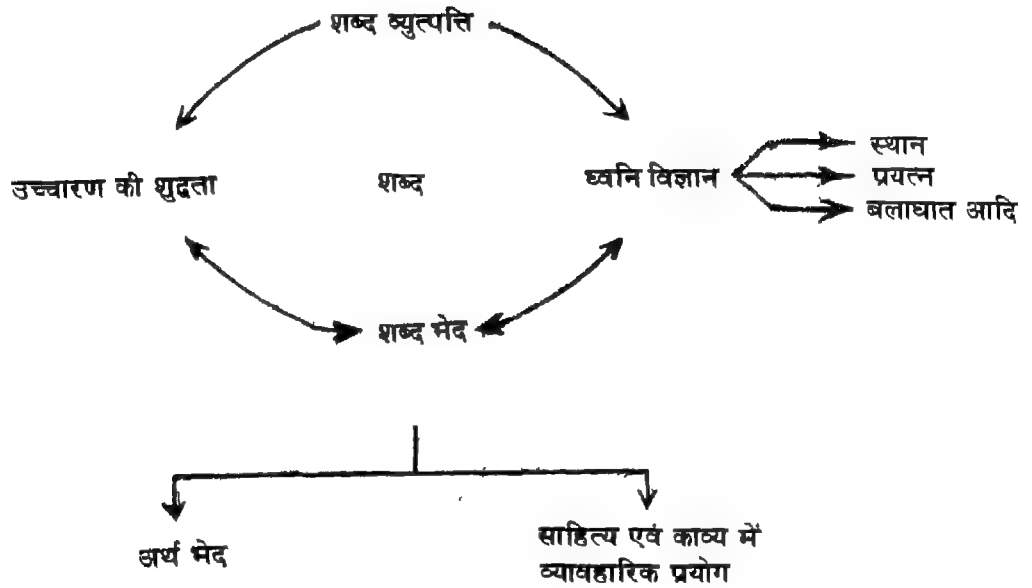 शब्द व्युत्पत्ति
उच्चारण की शुद्धता
शब्द
ध्वनि विज्ञान
स्थान
प्रयत्न
बलाघात आदि
शब्द भेद
अर्थ भेद
साहित्य एवं काव्य में
व्यावहारिक प्रयोग